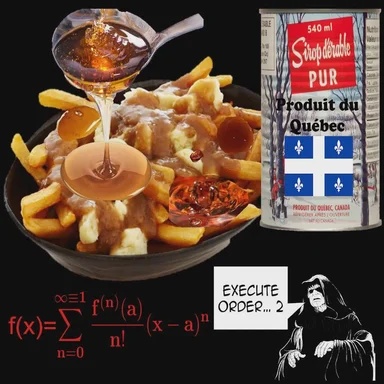 540 ml
Sirop d'érable
PUR
Produit du
Québec
PRODUIT DU QUÉBEC, CANADA
EXECUTE
ORDER... 2
∞≡1
f(x)=∑ f⁽ⁿ⁾(a)/n! (x − a)ⁿ
n=0